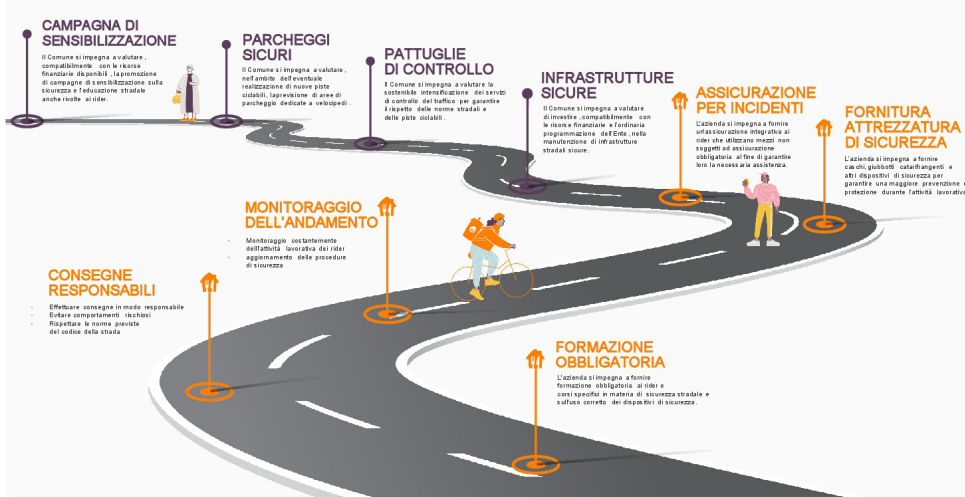 CAMPAGNA DI
SENSIBILIZZAZIONE
Il Comune si impegna a valutare,
compatibilmente con le risorse
finanziarie disponibili, la promozione
di campagne di sensibilizzazione sulla
sicurezza e l'educazione stradale
anche rivolte ai rider.
PARCHEGGI
SICURI
Il Comune si impegna a valutare,
nell'ambito dell'eventuale
realizzazione di nuove piste
ciclabili, la previsione di aree di
parcheggio dedicate a velocipedi.
PATTUGLIE
DI CONTROLLO
Il Comune si impegna a valutare la
sostenibile intensificazione dei servizi
di controllo del traffico per garantire
il rispetto delle norme stradali e
delle piste ciclabili.
INFRASTRUTTURE
SICURE
Il Comune si impegna a valutare
di investire, compatibilmente con
le risorse finanziarie e l'ordinaria
programmazione dell'Ente, nella
manutenzione di infrastrutture
stradali sicure.
ASSICURAZIONE
PER INCIDENTI
L'azienda si impegna a fornire
un'assicurazione integrativa ai
rider che utilizzano mezzi non
soggetti ad assicurazione
obbligatoria al fine di garantire
loro la necessaria assistenza.
FORNITURA
ATTREZZATURA
DI SICUREZZA
L'azienda si impegna a fornire
caschi, giubbotti catarifrangenti e
altri dispositivi di sicurezza per
garantire una maggiore prevenzione e
protezione durante l'attività lavorativa
MONITORAGGIO
DELL'ANDAMENTO
• Monitoraggio costantemente
dell'attività lavorativa dei rider
• aggiornamento delle procedure
di sicurezza
CONSEGNE
RESPONSABILI
• Effettuare consegne in modo responsabile
• Evitare comportamenti rischiosi
• Rispettare le norme previste
del codice della strada
FORMAZIONE
OBBLIGATORIA
L'azienda si impegna a fornire
formazione obbligatoria ai rider e
corsi specifici in materia di sicurezza stradale e
sull'uso corretto dei dispositivi di sicurezza.